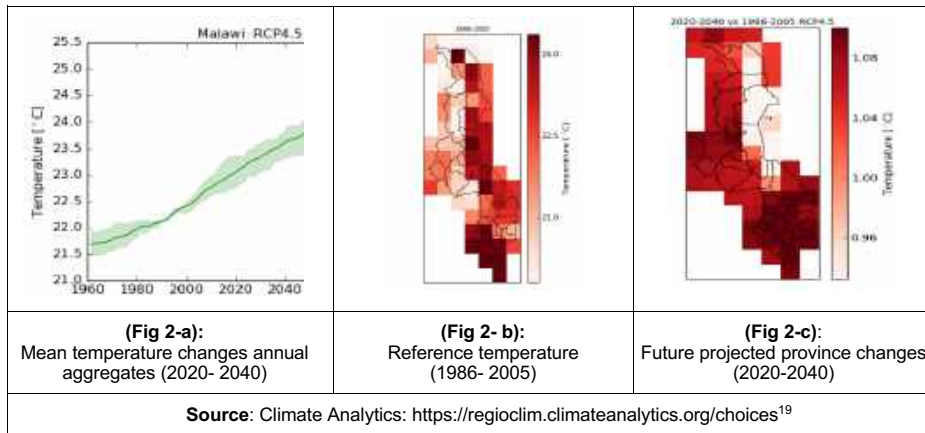 Malawi RCP4.5
25.5
25.0
24.5
24.0
23.5
23.0
22.5
22.0
21.5
21.0
Temperature [ °C]
1960 1980 2000 2020 2040
24.0
22.5
21.0
Temperature [ °C]
2020-2040 vs 1986-2005 RCP4.5
1.08
1.04
1.00
0.96
Temperature [ °C]
(Fig 2-a):
Mean temperature changes annual
aggregates (2020- 2040)
(Fig 2- b):
Reference temperature
(1986- 2005)
(Fig 2-c):
Future projected province changes
(2020-2040)
Source: Climate Analytics: https://regioclim.climateanalytics.org/choices¹⁹